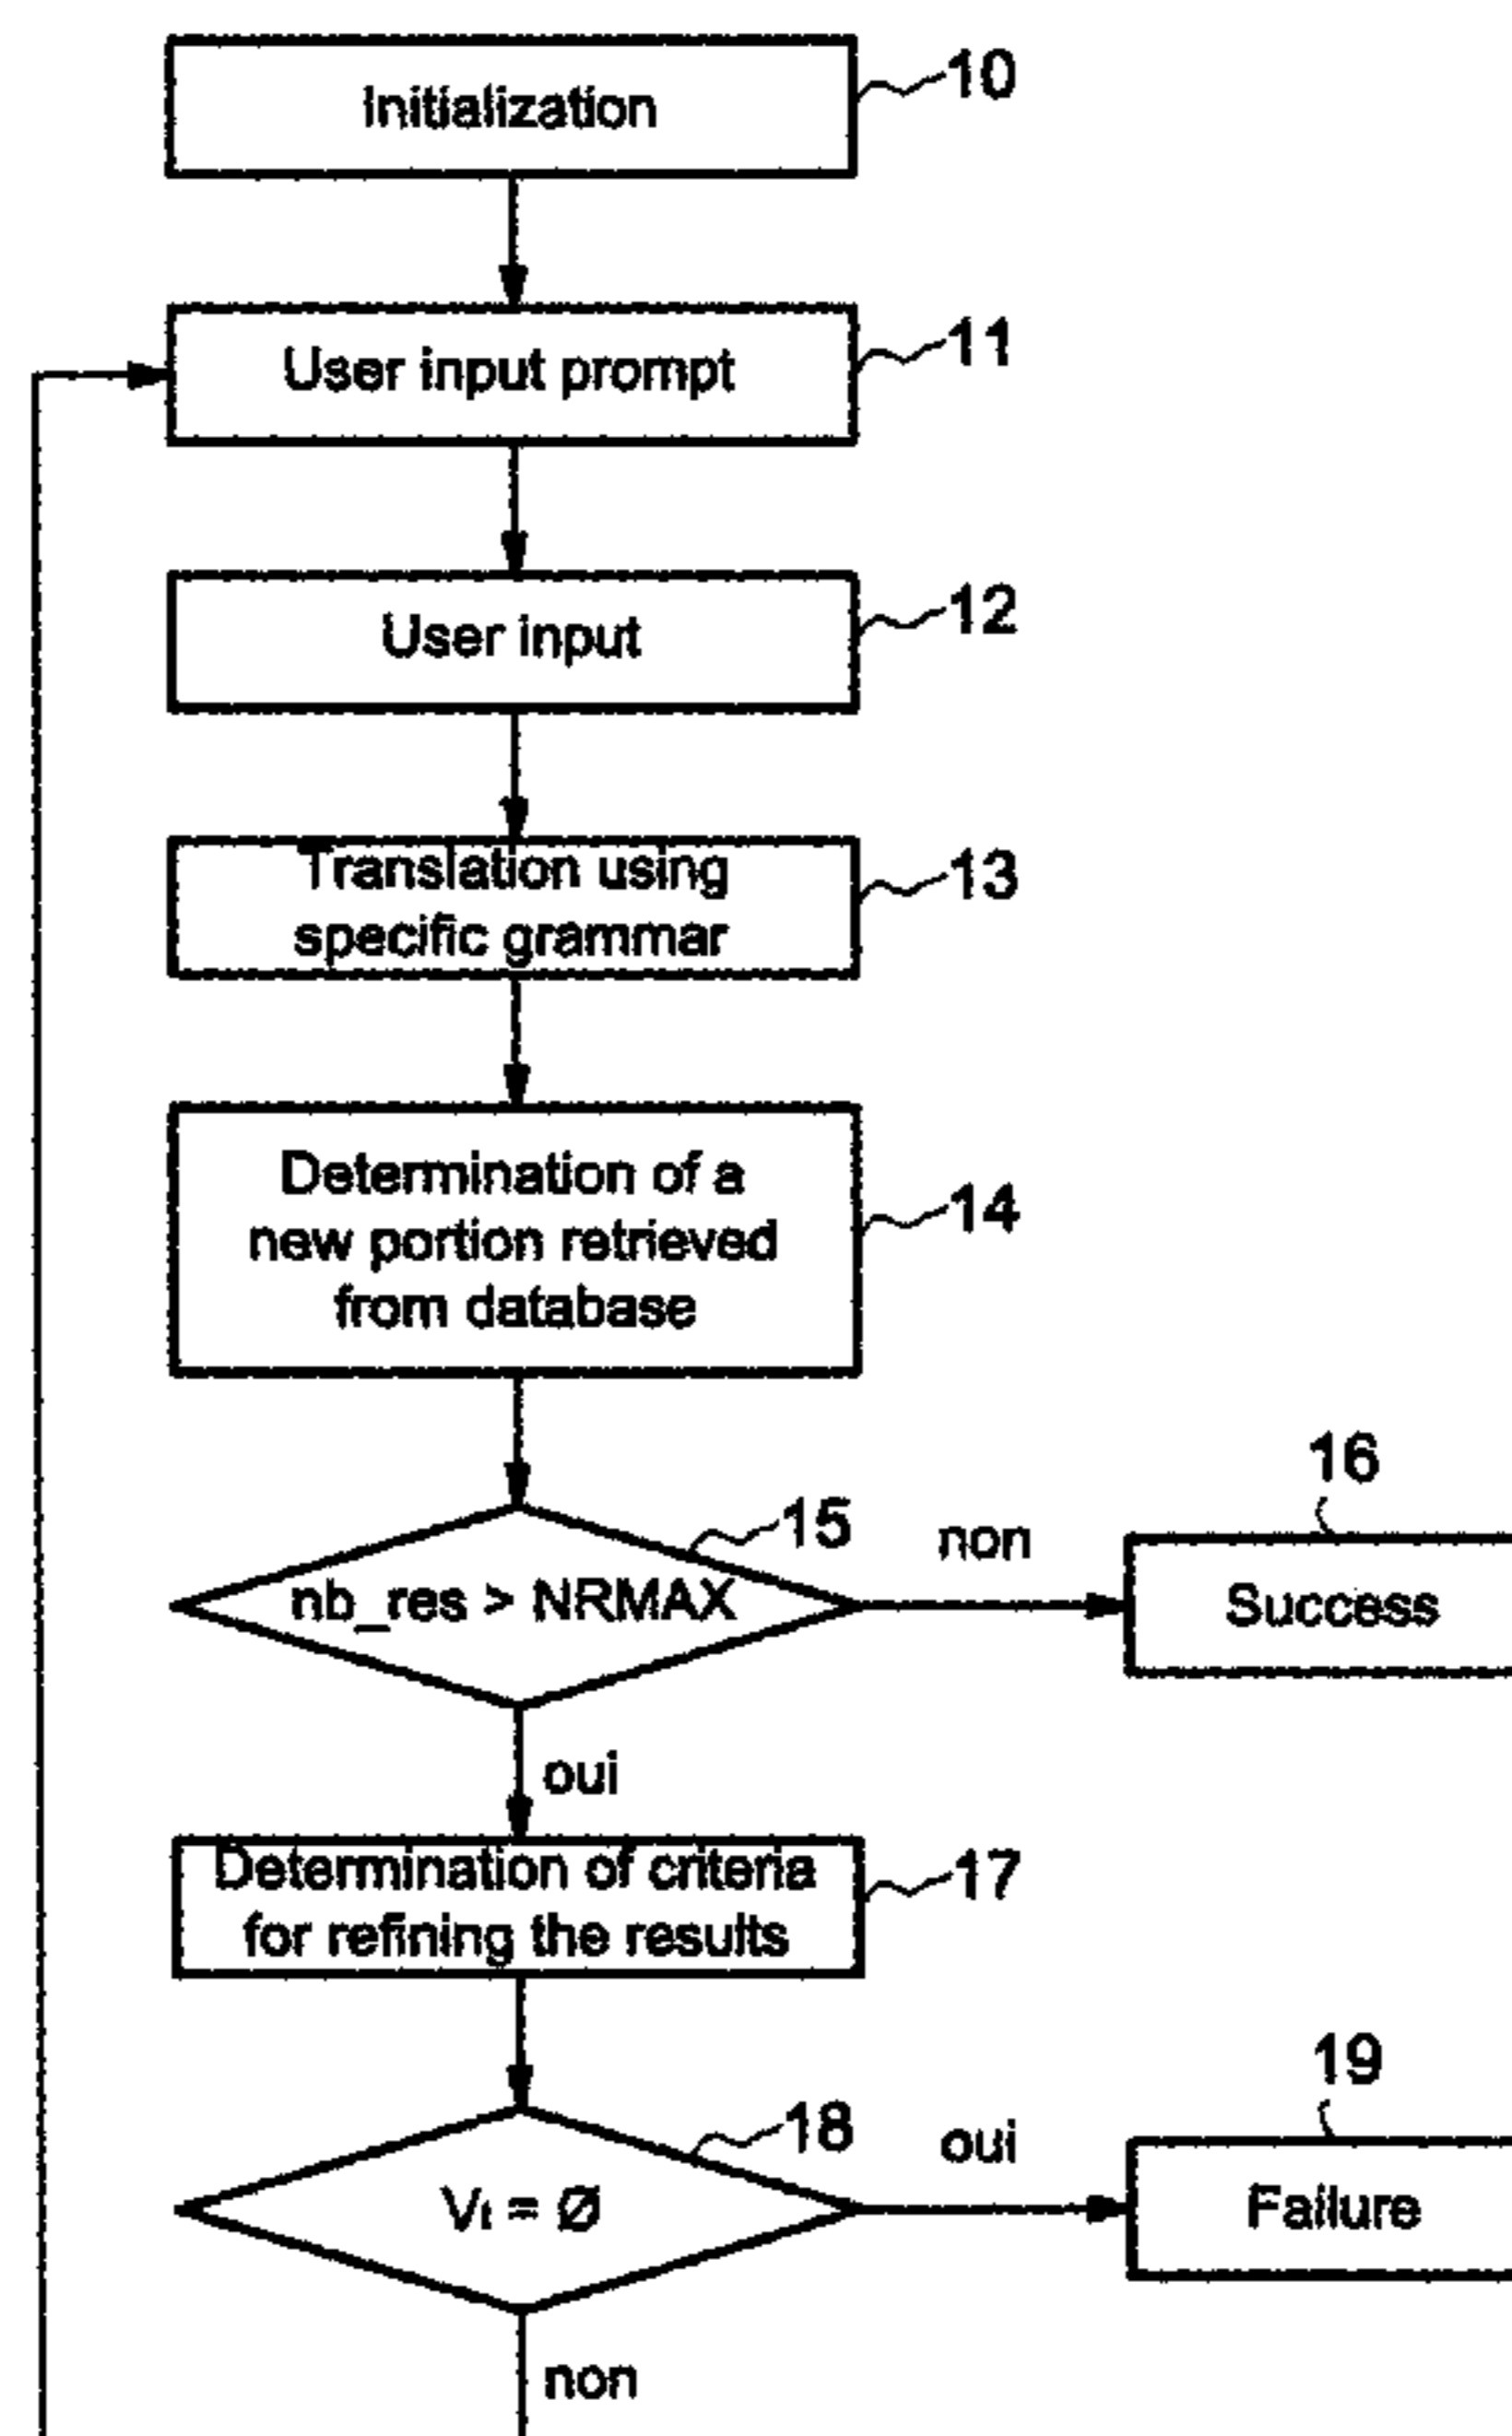 Initialization
10
User input prompt
11
User input
12
Translation using
specific grammar
13
Determination of a
new portion retrieved
from database
14
nb_res > NRMAX
15
non
16
Success
oui
Determination of criteria
for refining the results
17
Vt = Ø
18
oui
19
Failure
non